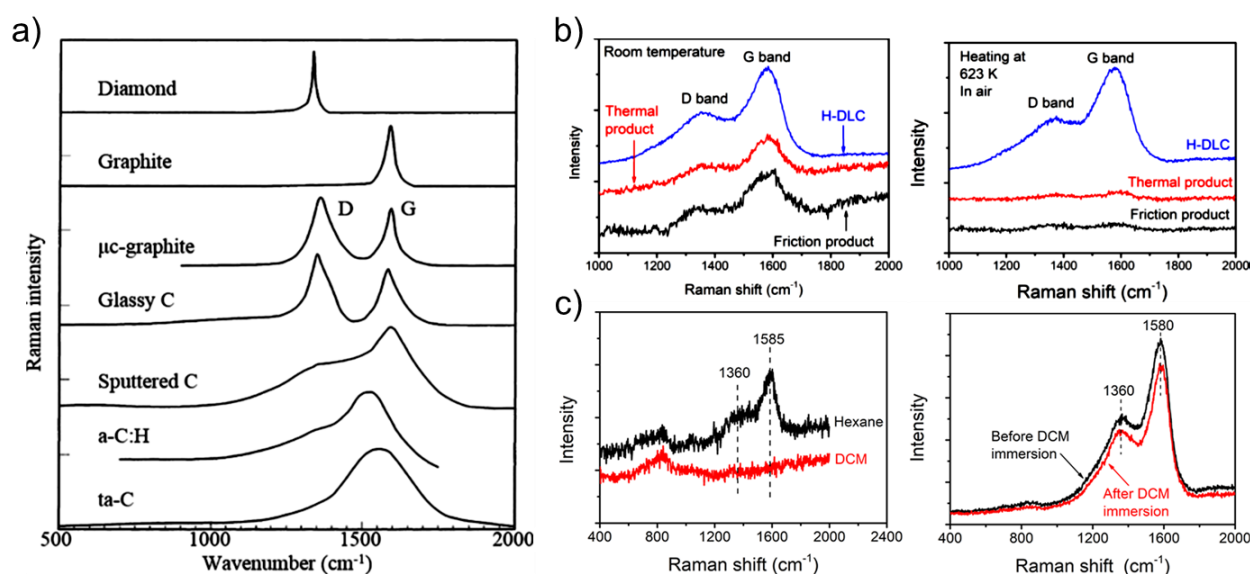 a)
Diamond
Graphite
D
G
μc-graphite
Glassy C
Sputtered C
a-C:H
ta-C
Raman intensity
500
1000
1500
2000
Wavenumber (cm⁻¹)
b)
Room temperature
G band
D band
Thermal
product
H-DLC
Friction product
Intensity
1000
1200
1400
1600
1800
2000
Raman shift (cm⁻¹)
Heating at
623 K
In air
G band
D band
H-DLC
Thermal product
Friction product
Intensity
1000
1200
1400
1600
1800
2000
Raman shift (cm⁻¹)
c)
1585
1360
Hexane
DCM
Intensity
400
800
1200
1600
2000
2400
Raman shift (cm⁻¹)
1580
1360
Before DCM
immersion
After DCM
immersion
Intensity
400
800
1200
1600
2000
Raman shift (cm⁻¹)